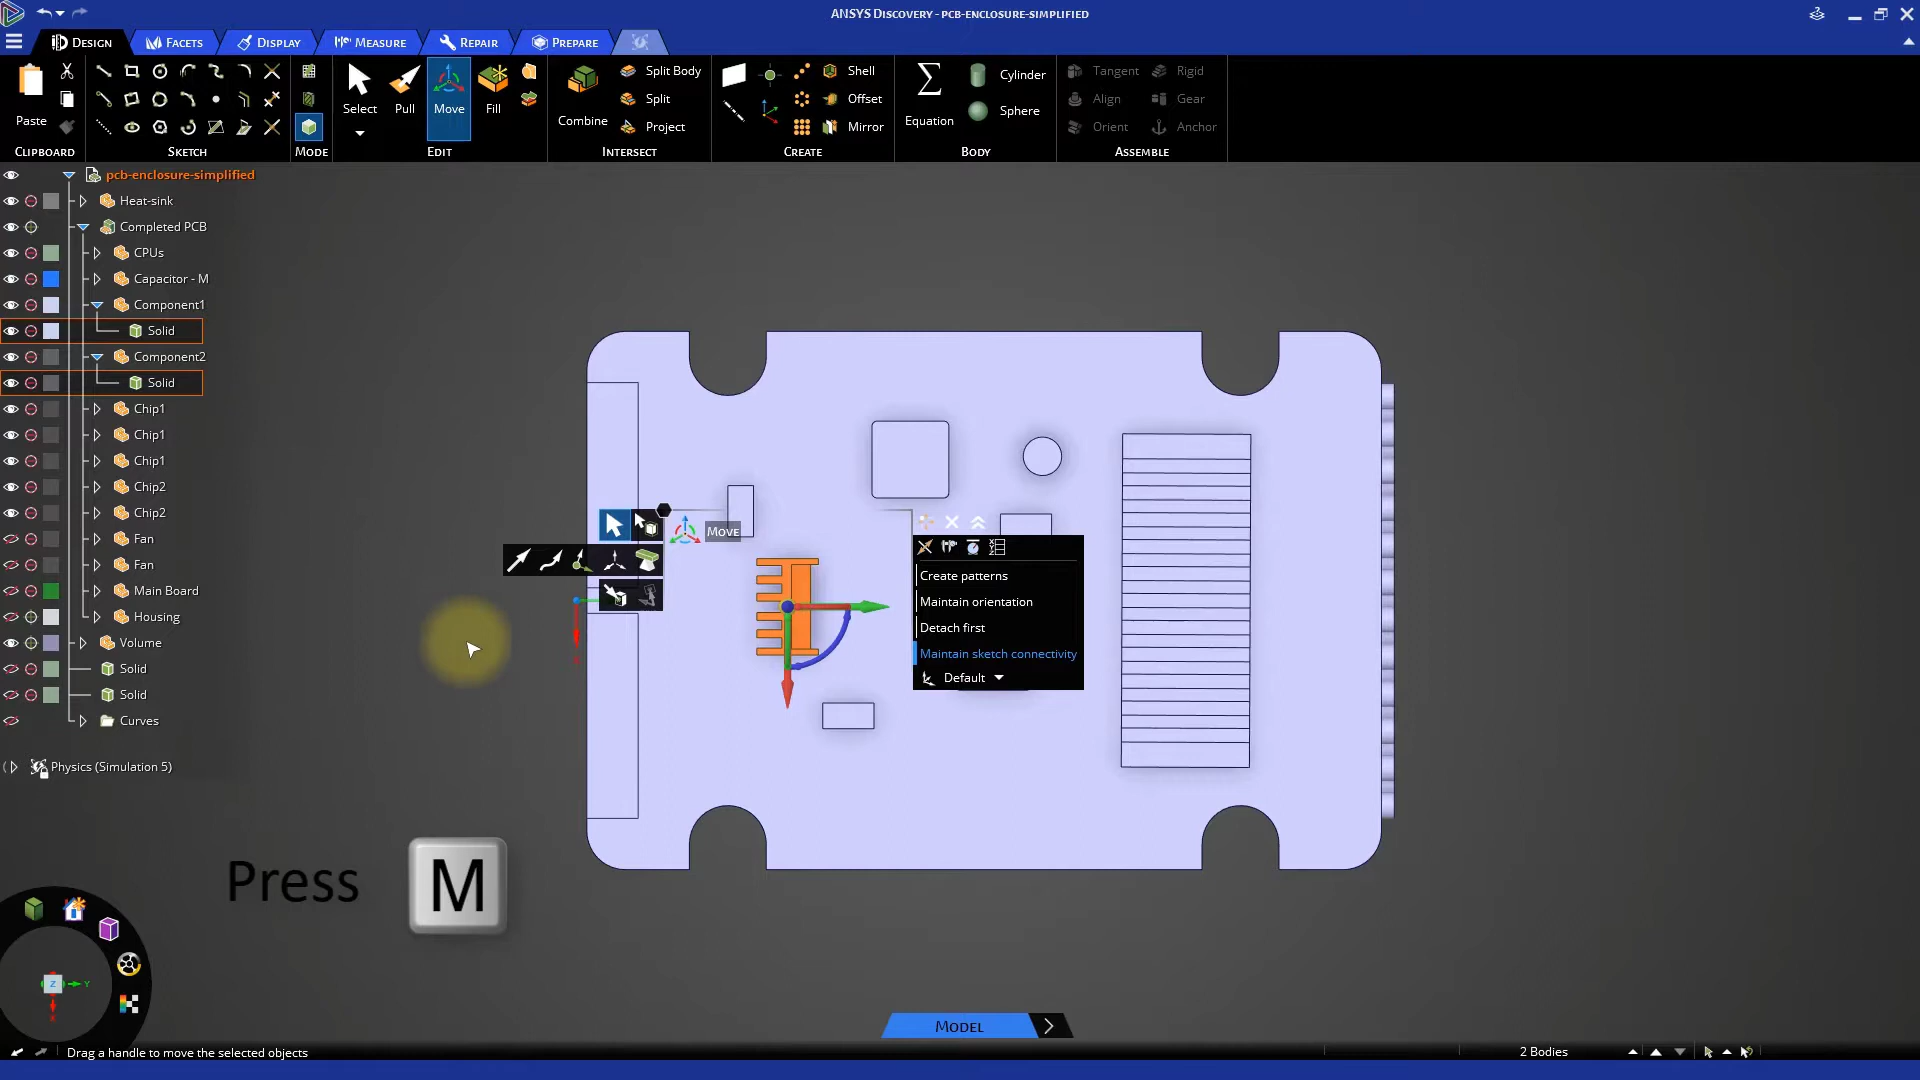 ANSYS Discovery - pcb-enclosure-simplified
Design
Facets
Display
Measure
Repair
Prepare
Paste
Select
Pull
Move
Fill
Combine
Split Body
Split
Project
Shell
Offset
Mirror
Equation
Cylinder
Sphere
Tangent
Align
Orient
Rigid
Gear
Anchor
Clipboard
Sketch
Mode
Edit
Intersect
Create
Body
Assemble
pcb-enclosure-simplified
Heat-sink
Completed PCB
CPUs
Capacitor - M
Component1
Solid
Component2
Solid
Chip1
Chip1
Chip1
Chip2
Chip2
Fan
Fan
Main Board
Housing
Volume
Solid
Solid
Curves
Physics (Simulation 5)
Move
Create patterns
Maintain orientation
Detach first
Maintain sketch connectivity
Default
Press M
Z
Y
Model
Drag a handle to move the selected objects
2 Bodies